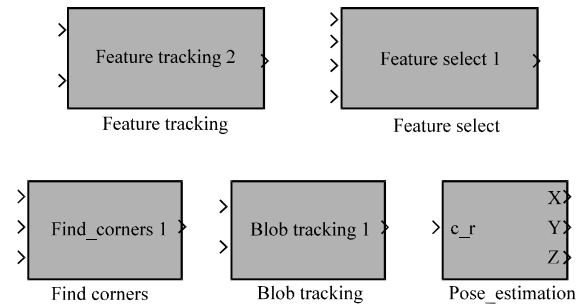 Feature tracking 2
Feature select 1
Feature tracking
Feature select
Find_corners 1
Blob tracking 1
c_r
X
Y
Z
Find corners
Blob tracking
Pose_estimation